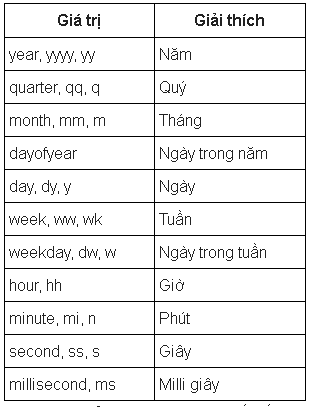 Giá trị Giải thích
year, yyyy, yy Năm
quarter, qq, q Quý
month, mm, m Tháng
dayofyear Ngày trong năm
day, dy, y Ngày
week, ww, wk Tuần
weekday, dw, w Ngày trong tuần
hour, hh Giờ
minute, mi, n Phút
second, ss, s Giây
millisecond, ms Milli giây